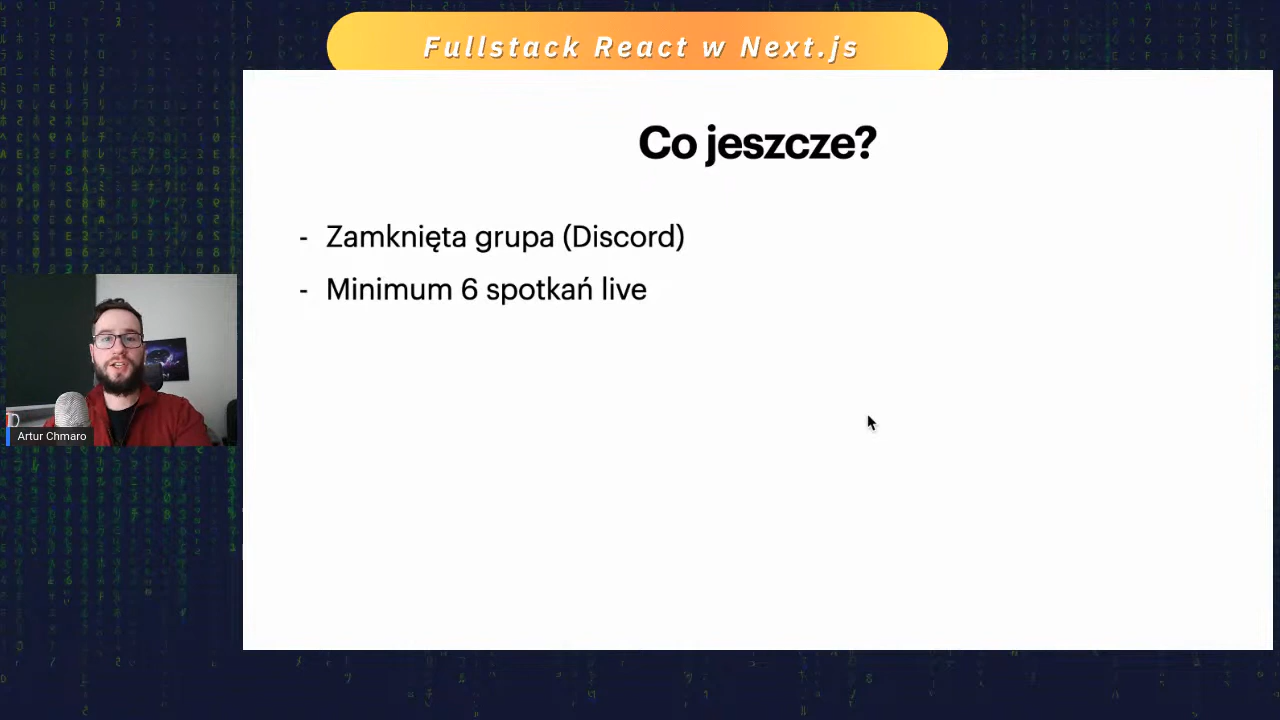 Fullstack React w Next.js
Co jeszcze?
- Zamknięta grupa (Discord)
- Minimum 6 spotkań live
Artur Chmaro